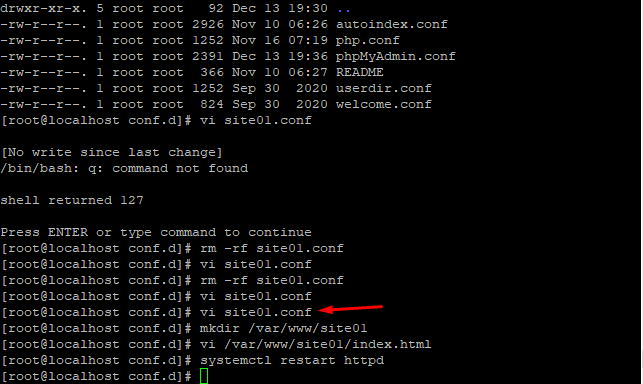 drwxr-xr-x. 5 root root   92 Dec 13 19:30 ..
-rw-r--r--. 1 root root 2926 Nov 10 06:26 autoindex.conf
-rw-r--r--. 1 root root 1252 Nov 16 07:19 php.conf
-rw-r--r--. 1 root root 2391 Dec 13 19:36 phpMyAdmin.conf
-rw-r--r--. 1 root root  366 Nov 10 06:27 README
-rw-r--r--. 1 root root 1252 Sep 30  2020 userdir.conf
-rw-r--r--. 1 root root  824 Sep 30  2020 welcome.conf
[root@localhost conf.d]# vi site01.conf
[No write since last change]
/bin/bash: q: command not found
shell returned 127
Press ENTER or type command to continue
[root@localhost conf.d]# rm -rf site01.conf
[root@localhost conf.d]# vi site01.conf
[root@localhost conf.d]# rm -rf site01.conf
[root@localhost conf.d]# vi site01.conf
[root@localhost conf.d]# vi site01.conf
[root@localhost conf.d]# mkdir /var/www/site01
[root@localhost conf.d]# vi /var/www/site01/index.html
[root@localhost conf.d]# systemctl restart httpd
[root@localhost conf.d]#